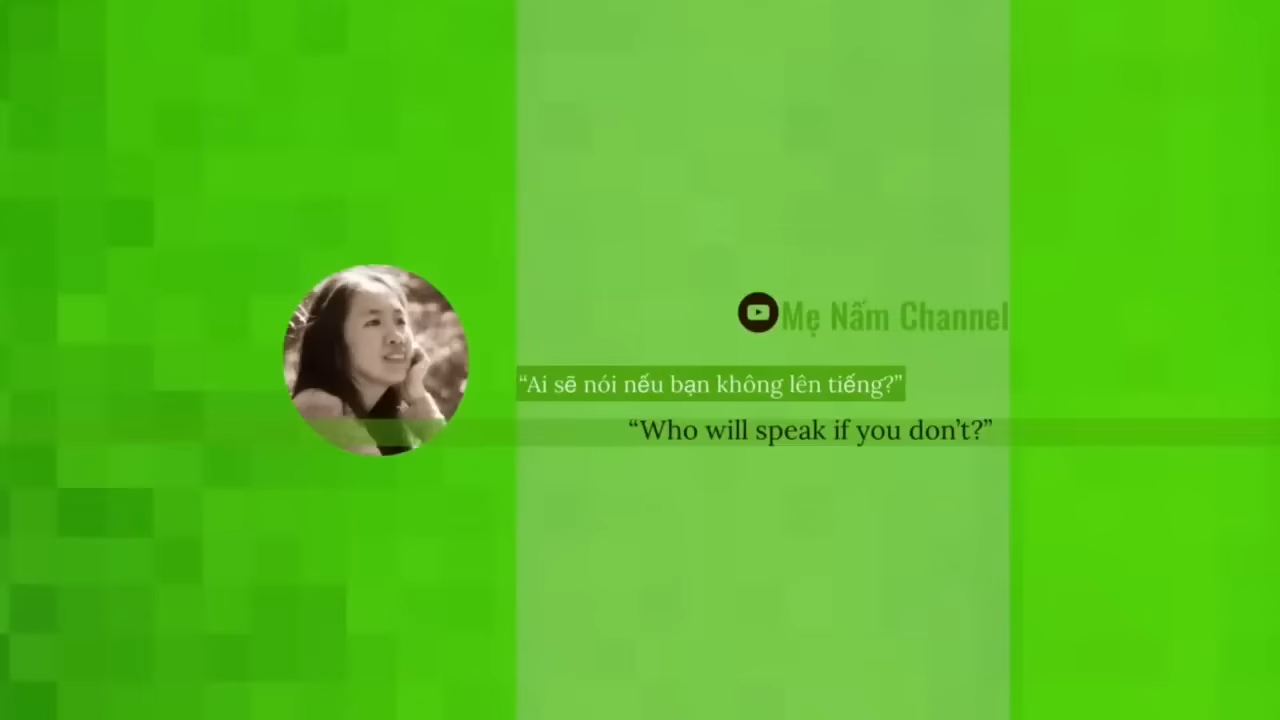 Mẹ Nấm Channel
“Ai sẽ nói nếu bạn không lên tiếng?”
“Who will speak if you don’t?”